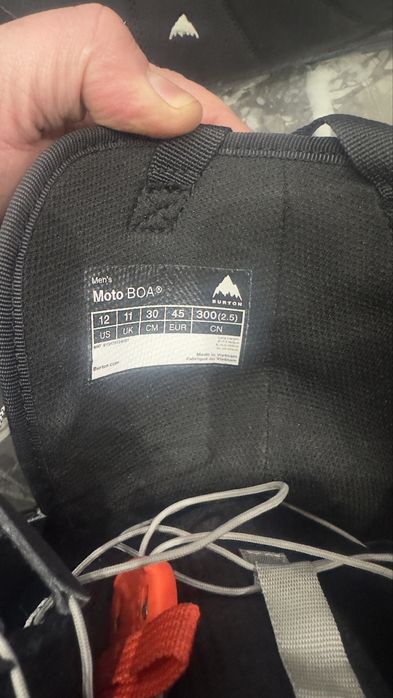 Men's
Moto BOA®
BURTON
12 11 30 45 300(2.5)
US UK CM EUR CN
Burton.com
Made in Vietnam
Fabriqué au Vietnam